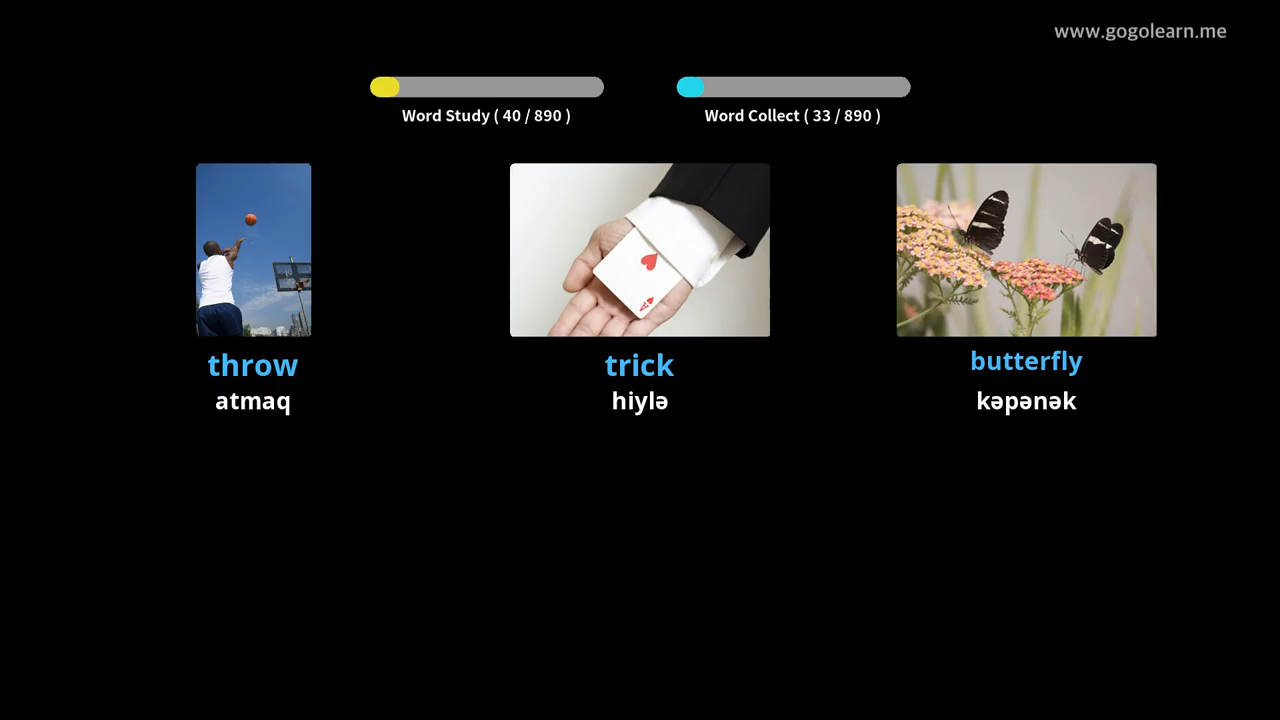 www.gogolearn.me
Word Study ( 40 / 890 )
Word Collect ( 33 / 890 )
throw
trick
butterfly
atmaq
hiylə
kəpənək
A